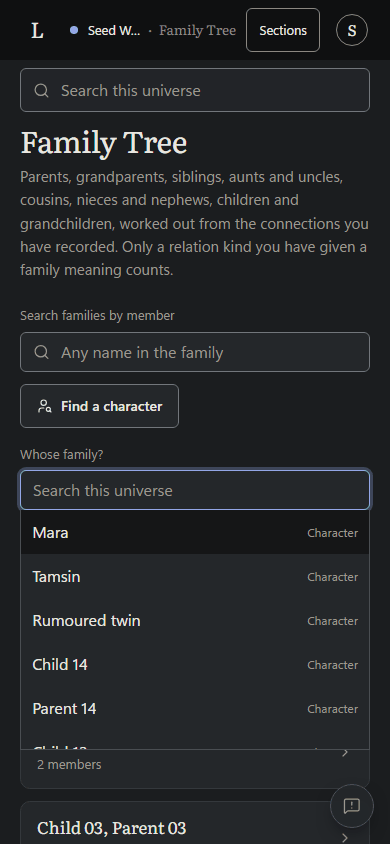 L
Seed W... · Family Tree
Sections
S
Search this universe
Family Tree
Parents, grandparents, siblings, aunts and uncles,
cousins, nieces and nephews, children and
grandchildren, worked out from the connections you
have recorded. Only a relation kind you have given a
family meaning counts.
Search families by member
Any name in the family
Find a character
Whose family?
Search this universe
Mara Character
Tamsin Character
Rumoured twin Character
Child 14 Character
Parent 14 Character
2 members
Child 03, Parent 03